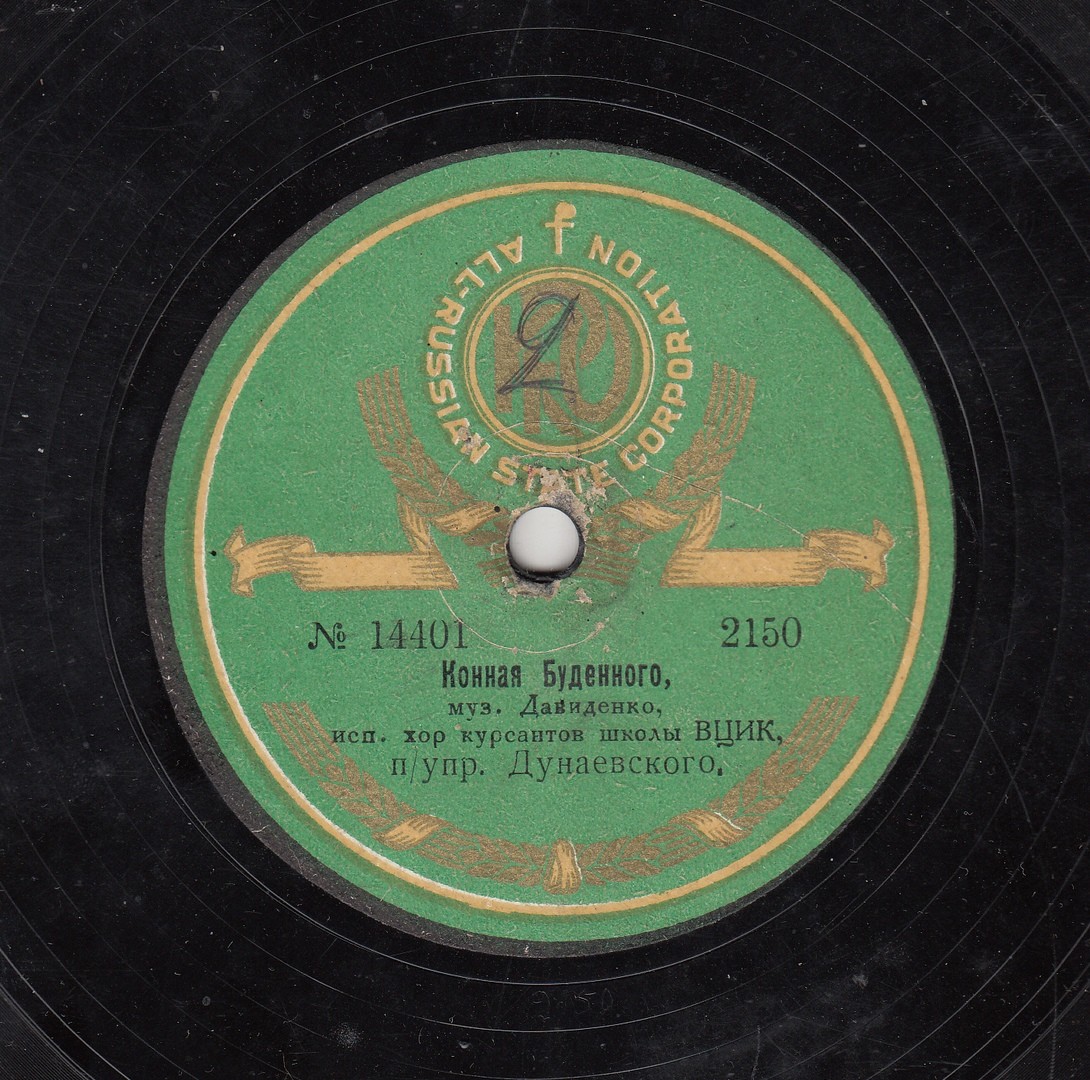 ALL-RUSSIAN STATE CORPORATION
2
№ 14401 2150
Конная Буденного,
муз. Давиденко,
исп. хор курсантов школы ВЦИК,
п/упр. Дунаевского.